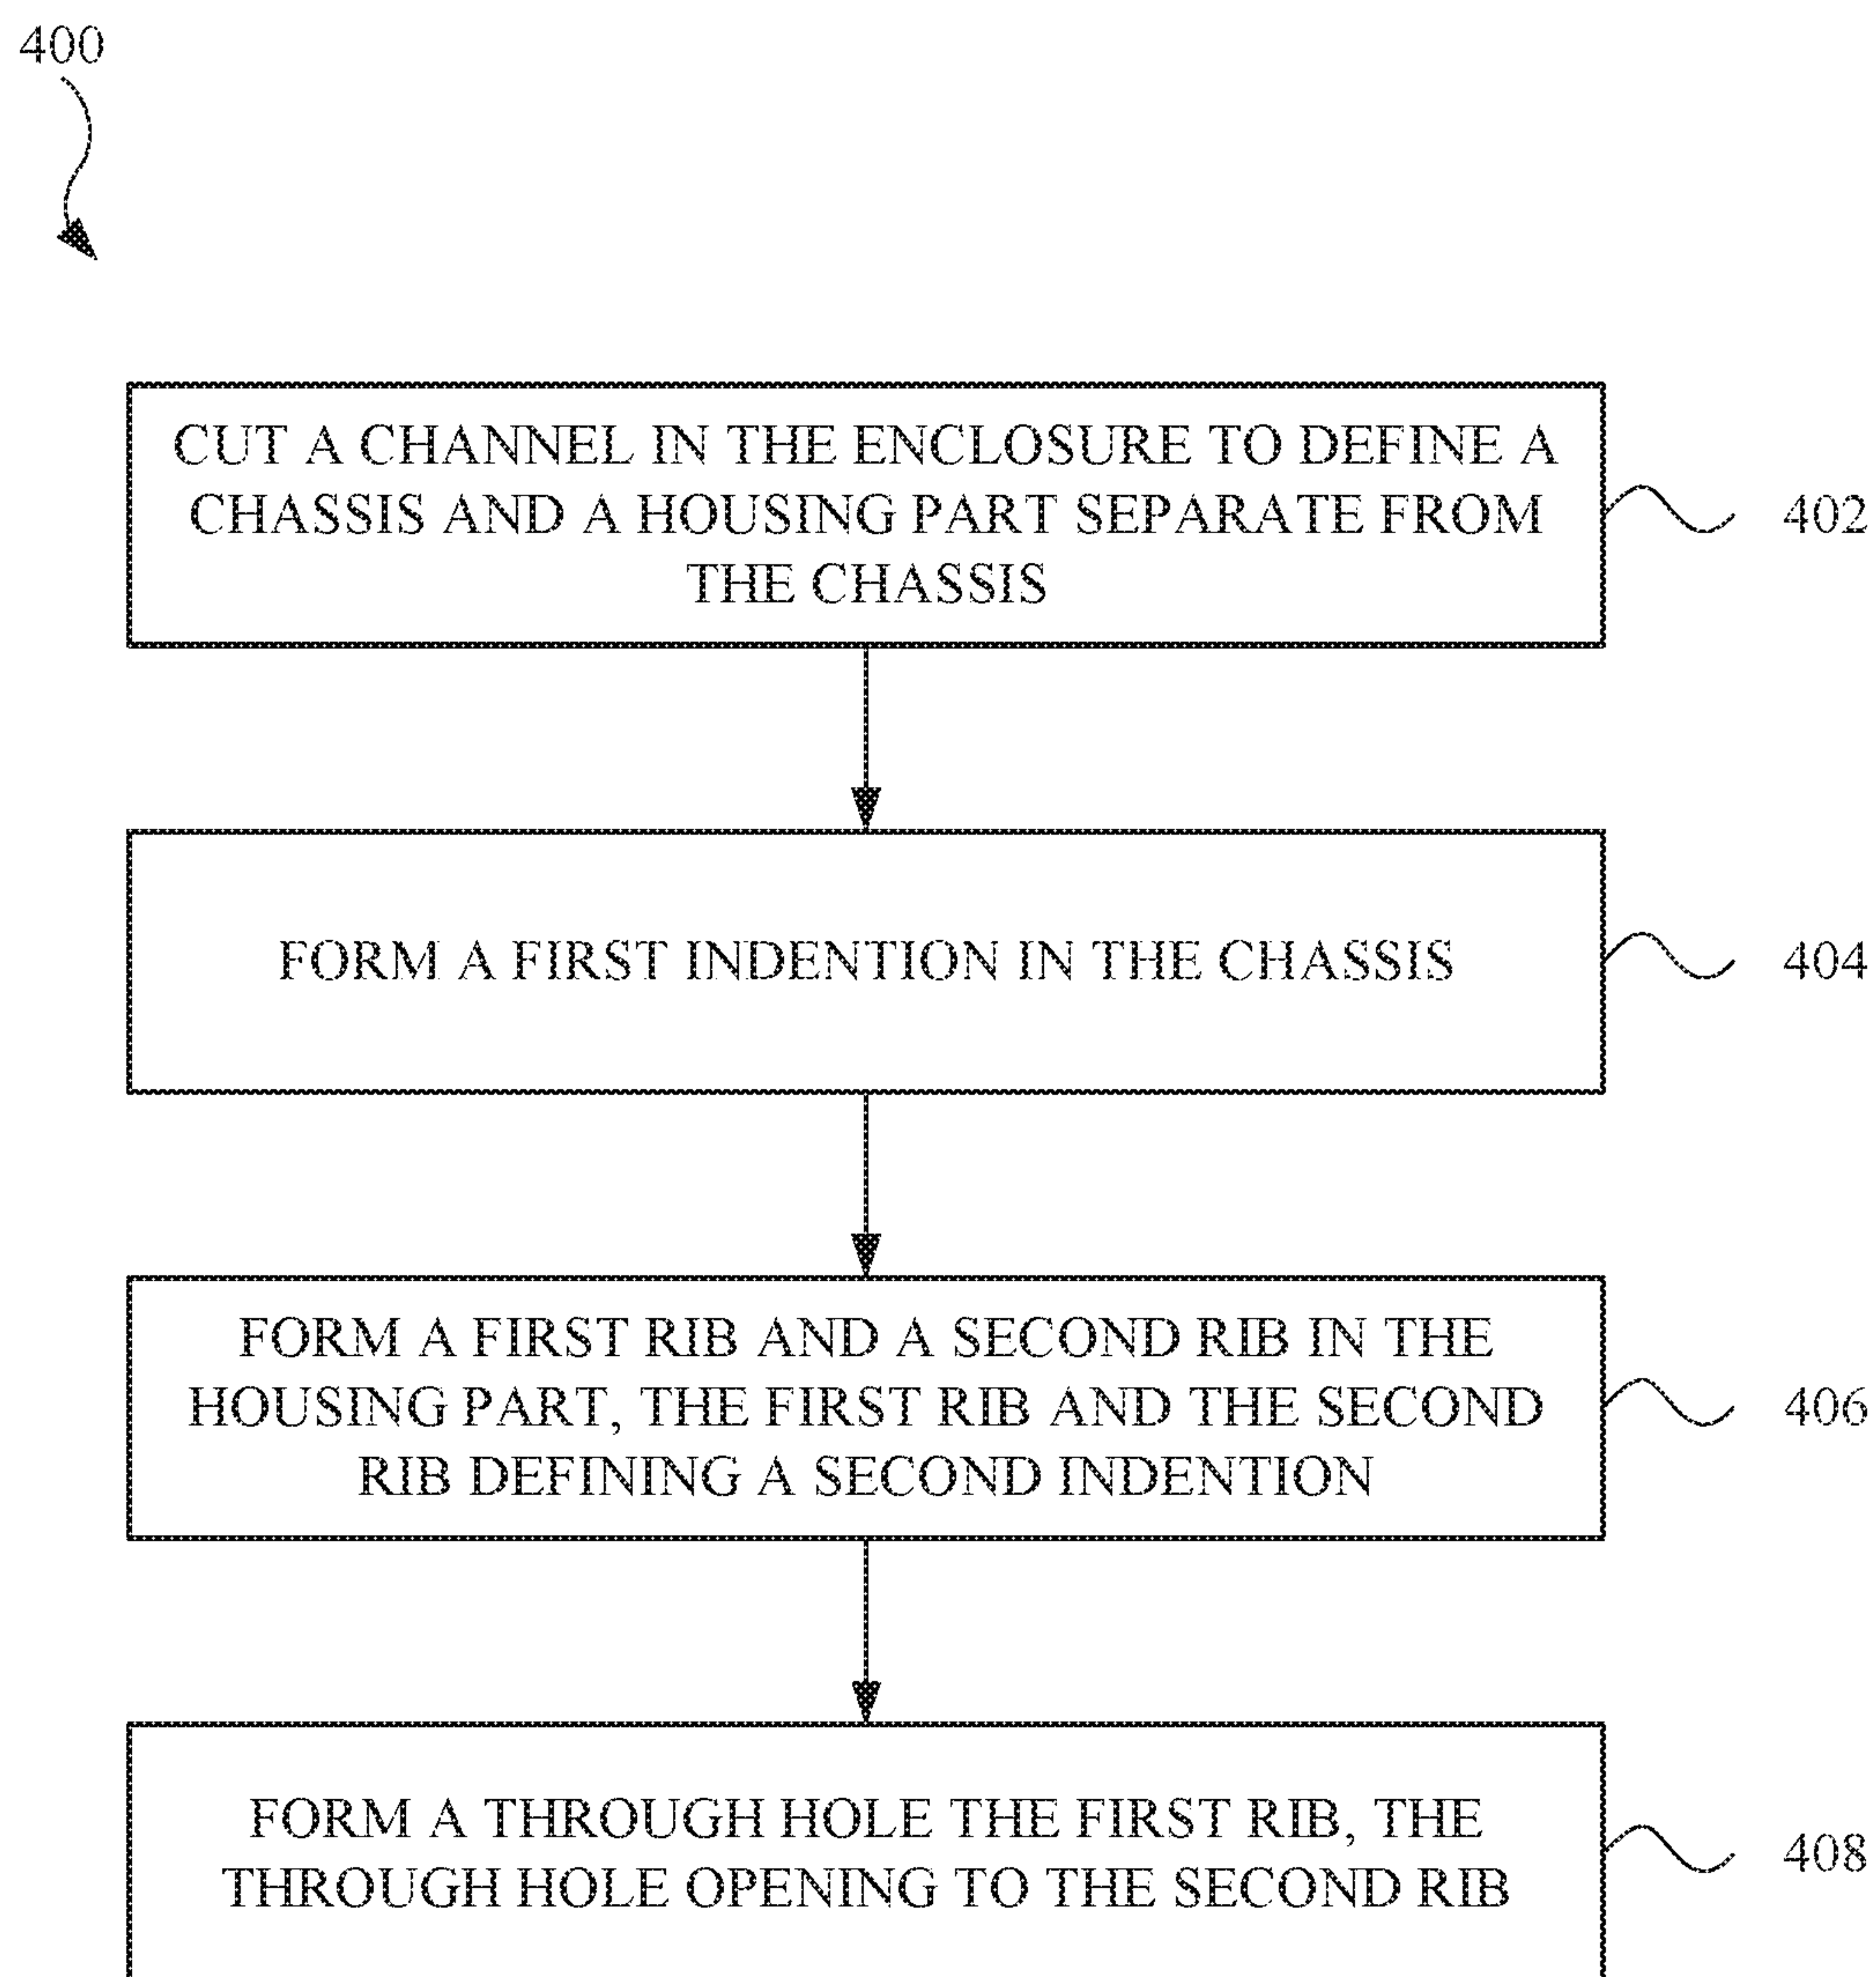 400
CUT A CHANNEL IN THE ENCLOSURE TO DEFINE A
CHASSIS AND A HOUSING PART SEPARATE FROM
THE CHASSIS
402
FORM A FIRST INDENTION IN THE CHASSIS
404
FORM A FIRST RIB AND A SECOND RIB IN THE
HOUSING PART, THE FIRST RIB AND THE SECOND
RIB DEFINING A SECOND INDENTION
406
FORM A THROUGH HOLE THE FIRST RIB, THE
THROUGH HOLE OPENING TO THE SECOND RIB
408